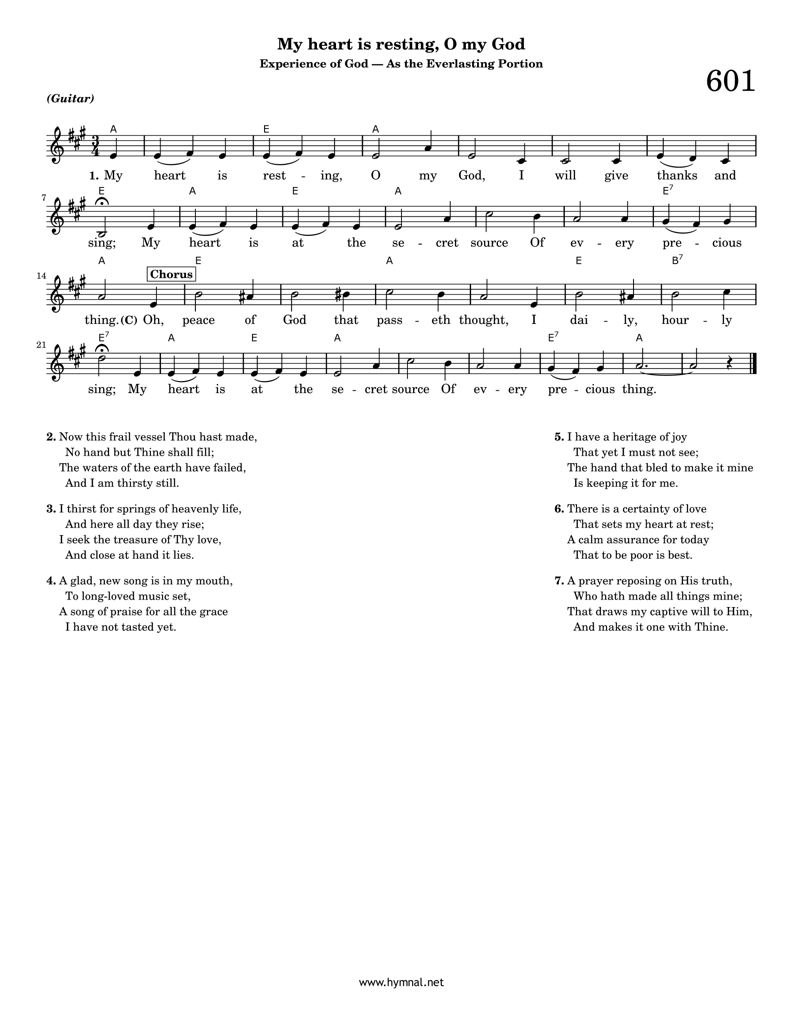 My heart is resting, O my God
Experience of God — As the Everlasting Portion
601
(Guitar)
A E A
3
4
1. My heart is rest - ing, O my God, I will give thanks and
7
E A E A E7
sing; My heart is at the se - cret source Of ev - ery pre - cious
14
A E A E B7
Chorus
thing. (C) Oh, peace of God that pass - eth thought, I dai - ly, hour - ly
21
E7 A E A E7 A
sing; My heart is at the se - cret source Of ev - ery pre - cious thing.
2. Now this frail vessel Thou hast made,
No hand but Thine shall fill;
The waters of the earth have failed,
And I am thirsty still.
3. I thirst for springs of heavenly life,
And here all day they rise;
I seek the treasure of Thy love,
And close at hand it lies.
4. A glad, new song is in my mouth,
To long-loved music set,
A song of praise for all the grace
I have not tasted yet.
5. I have a heritage of joy
That yet I must not see;
The hand that bled to make it mine
Is keeping it for me.
6. There is a certainty of love
That sets my heart at rest;
A calm assurance for today
That to be poor is best.
7. A prayer reposing on His truth,
Who hath made all things mine;
That draws my captive will to Him,
And makes it one with Thine.
www.hymnal.net